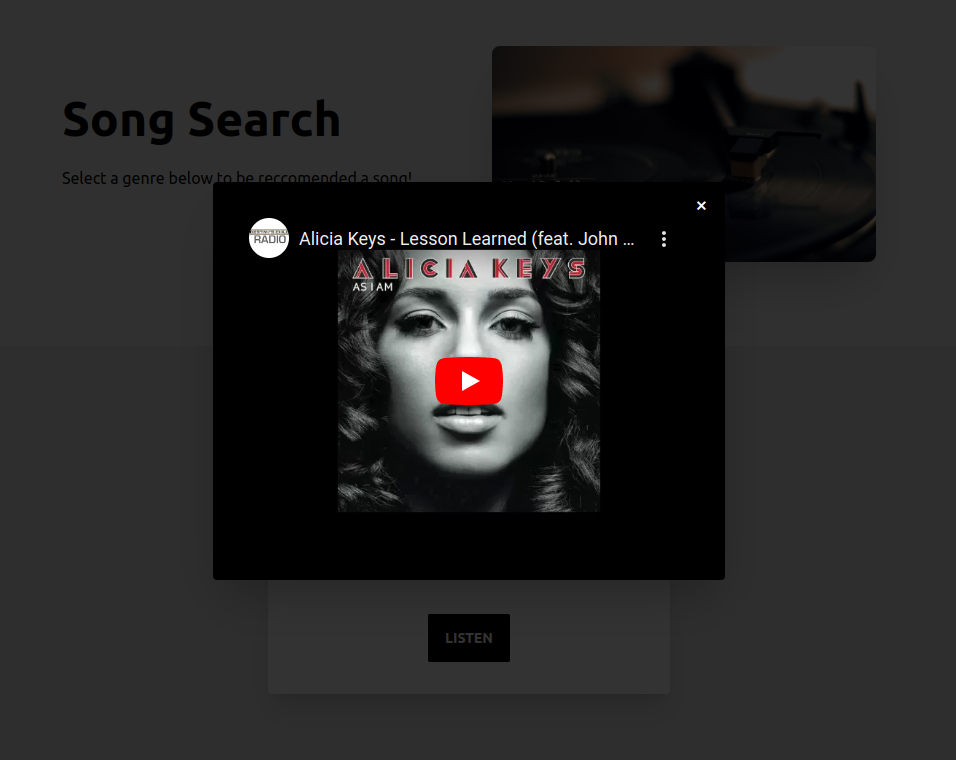 Song Search
Select a genre below to be reccomended a song!
×
RADIO
Alicia Keys - Lesson Learned (feat. John ...
ALICIA KEYS
AS I AM
LISTEN